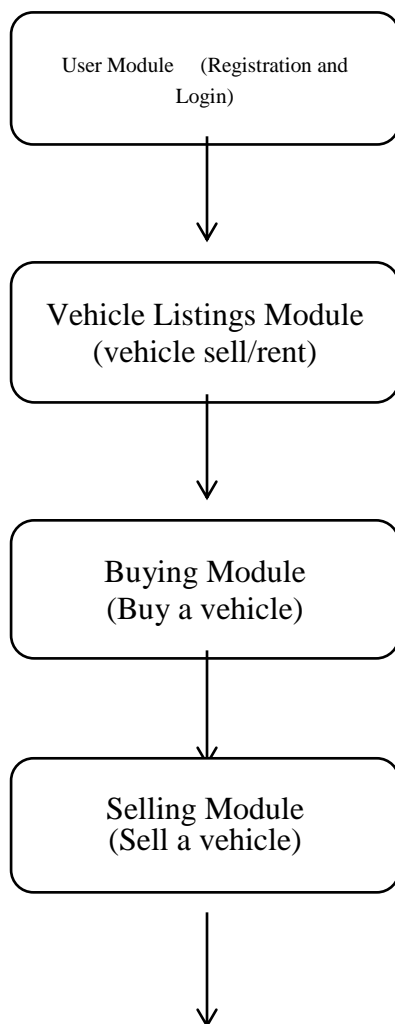 User Module (Registration and
Login)
Vehicle Listings Module
(vehicle sell/rent)
Buying Module
(Buy a vehicle)
Selling Module
(Sell a vehicle)